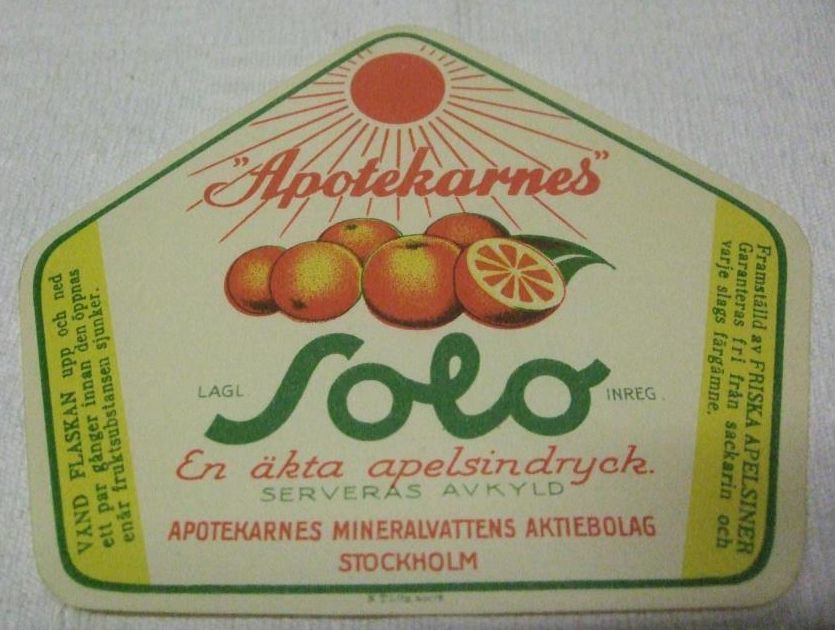 "Apotekarnes"
LAGL Solo INREG.
En äkta apelsindryck.
SERVERAS AVKYLD
APOTEKARNES MINERALVATTENS AKTIEBOLAG
STOCKHOLM
VÄND FLASKAN upp och ned
ett par gånger innan den öppnas
enär fruktsubstansen sjunker.
Framställd av FRISKA APELSINER
Garanteras fri från sackarin och
varje slags färgämne.